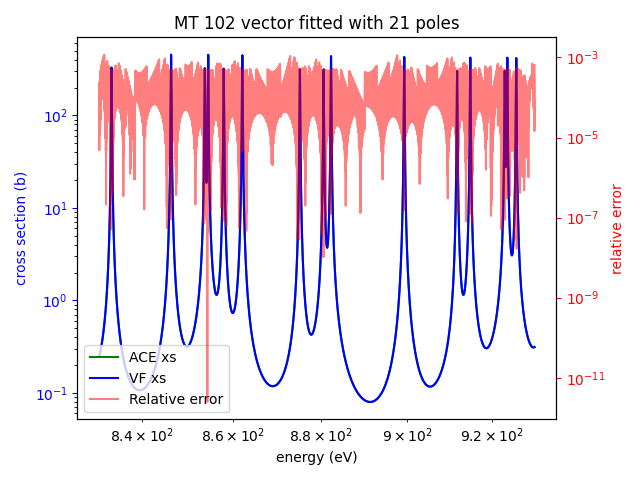 MT 102 vector fitted with 21 poles
10²
10¹
10⁰
10⁻¹
cross section (b)
10⁻³
10⁻⁵
10⁻⁷
10⁻⁹
10⁻¹¹
relative error
ACE xs
VF xs
Relative error
8.4 × 10² 8.6 × 10² 8.8 × 10² 9 × 10² 9.2 × 10²
energy (eV)